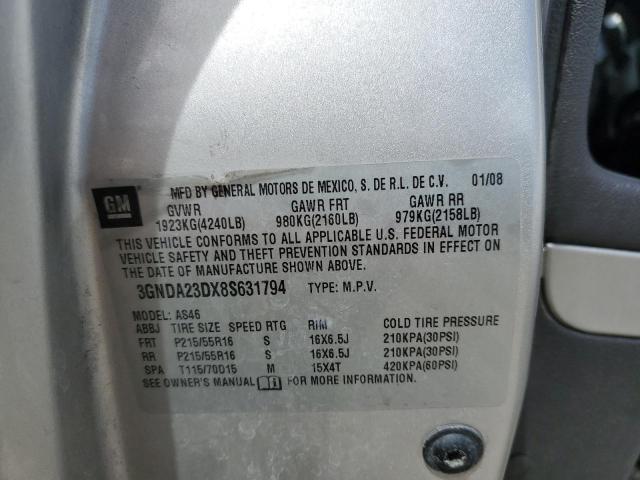 GM
MFD BY GENERAL MOTORS DE MEXICO, S. DE R.L. DE C.V. 01/08
GVWR GAWR FRT GAWR RR
1923KG(4240LB) 980KG(2160LB) 979KG(2158LB)
THIS VEHICLE CONFORMS TO ALL APPLICABLE U.S. FEDERAL MOTOR
VEHICLE SAFETY AND THEFT PREVENTION STANDARDS IN EFFECT ON
THE DATE OF MANUFACTURE SHOWN ABOVE.
3GNDA23DX8S631794 TYPE: M.P.V.
MODEL: AS46
ABBJ TIRE SIZE SPEED RTG RIM COLD TIRE PRESSURE
FRT P215/55R16 S 16X6.5J 210KPA(30PSI)
RR P215/55R16 S 16X6.5J 210KPA(30PSI)
SPA T115/70D15 M 15X4T 420KPA(60PSI)
SEE OWNER'S MANUAL FOR MORE INFORMATION.